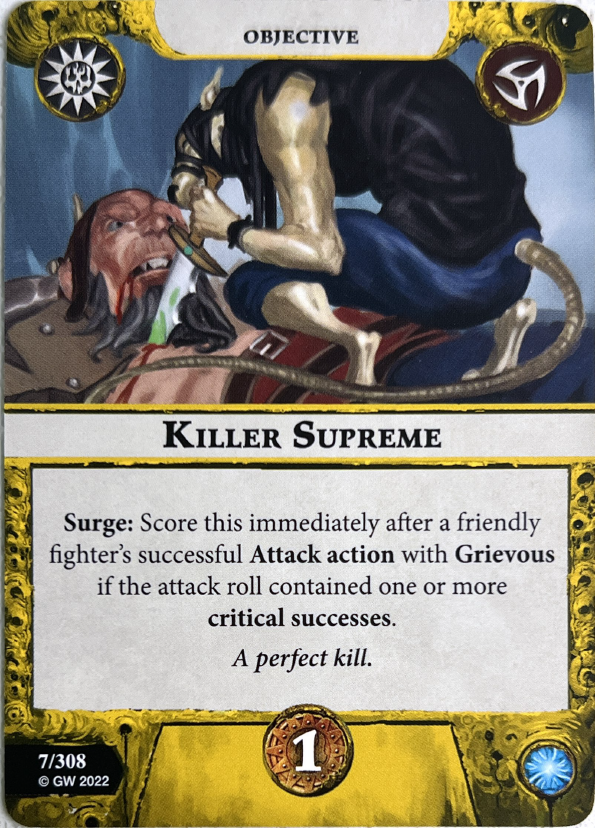 OBJECTIVE
KILLER SUPREME
Surge: Score this immediately after a friendly
fighter's successful Attack action with Grievous
if the attack roll contained one or more
critical successes.
A perfect kill.
1
7/308
© GW 2022